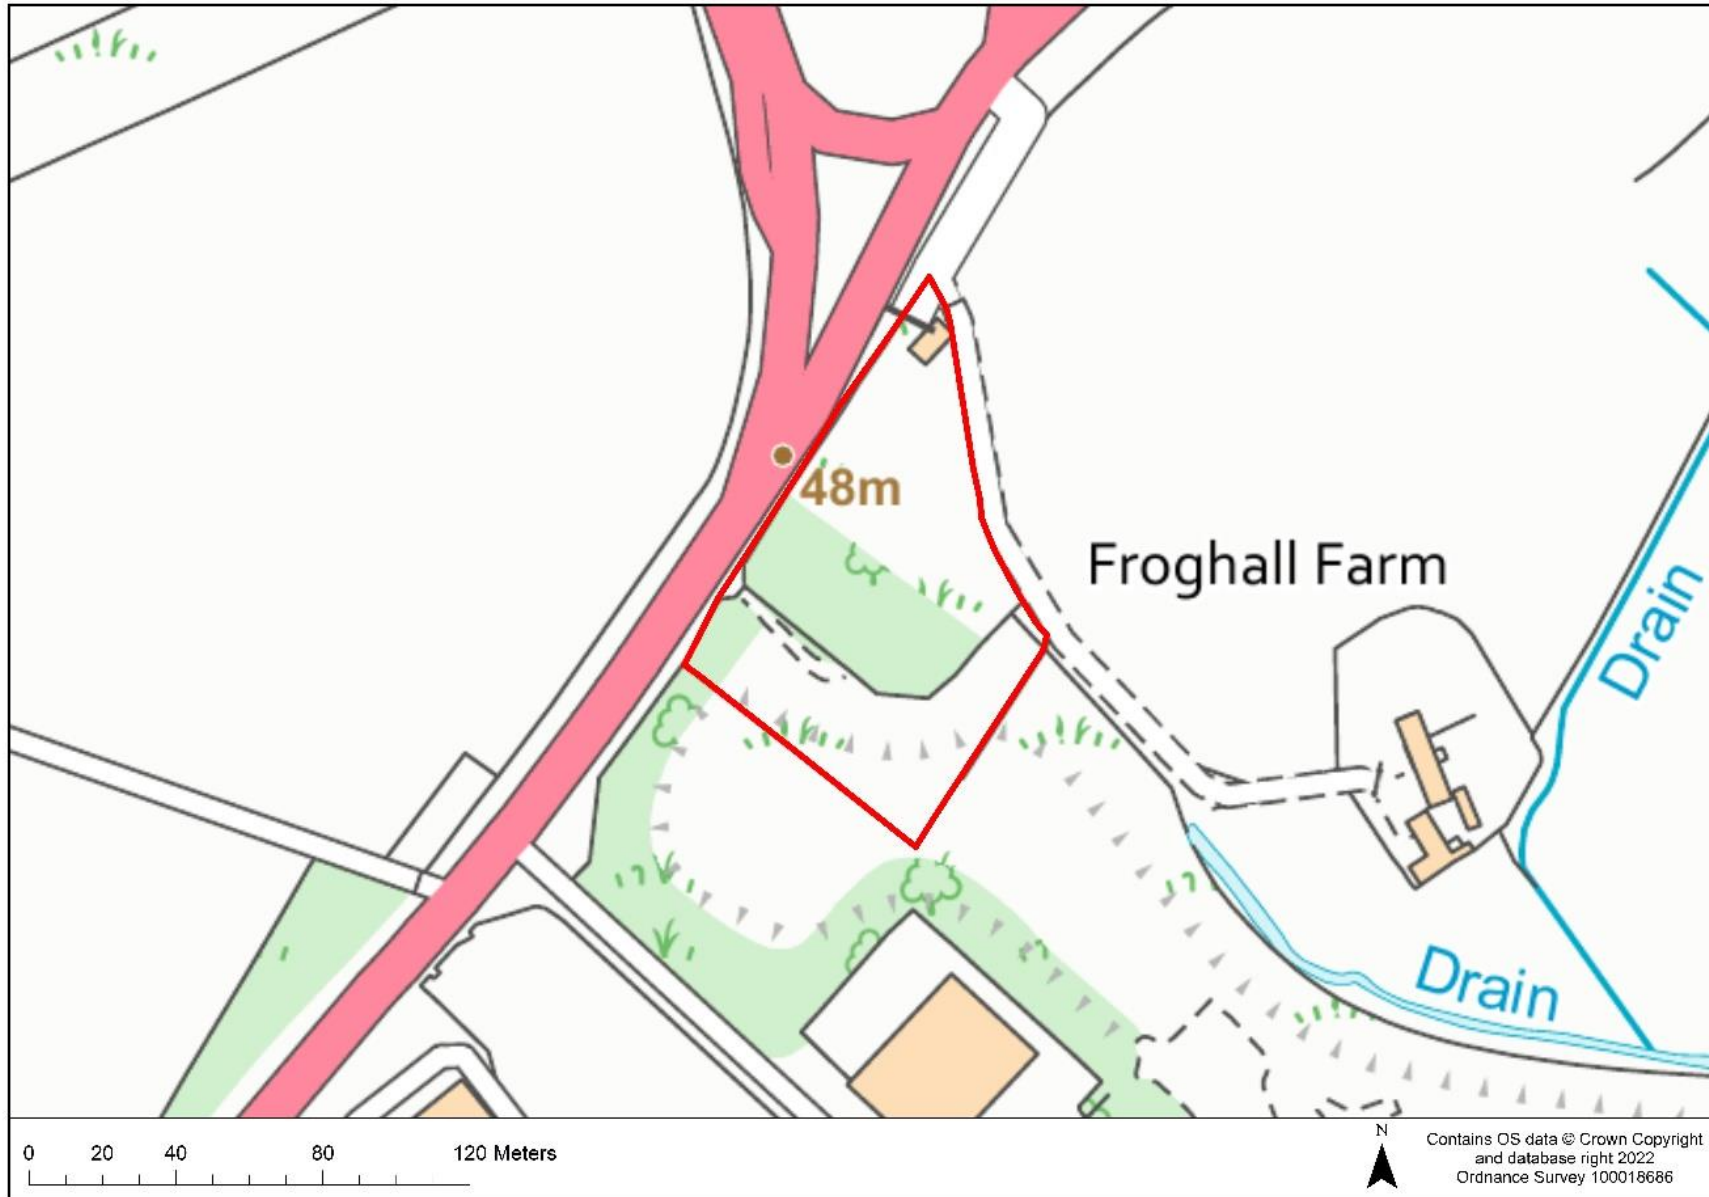 48m
Froghall Farm
Drain
Drain
0 20 40 80 120 Meters
N
Contains OS data © Crown Copyright
and database right 2022
Ordnance Survey 100018686